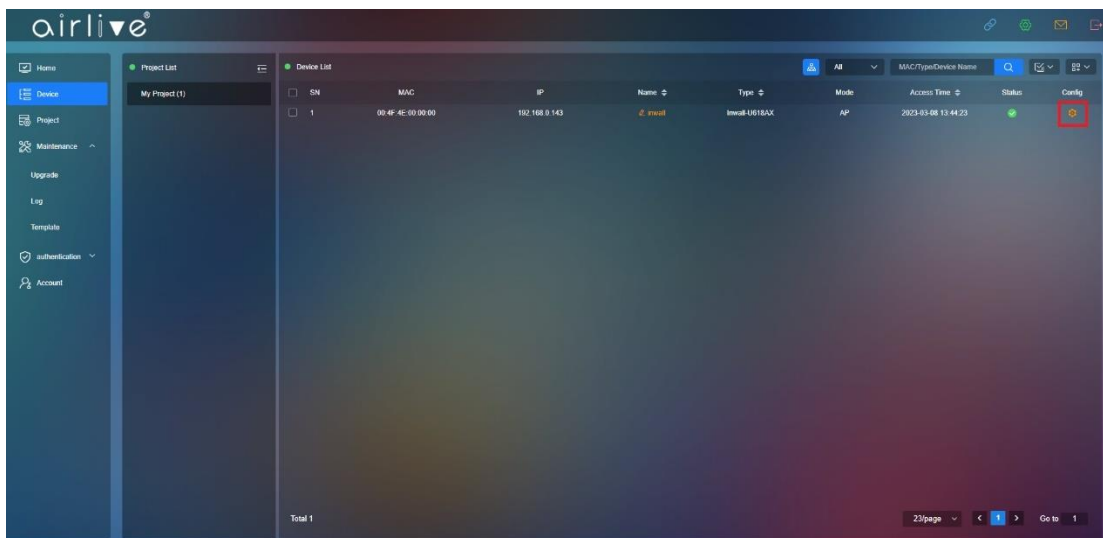 airlive®
Home
Project List
Device List
All
MAC/Type/Device Name
Device
My Project (1)
SN
MAC
IP
Name
Type
Mode
Access Time
Status
Config
1
00:4F:4E:00:00:00
192.168.0.143
inwall
Inwall-U618AX
AP
2023-03-08 13:44:23
Project
Maintenance
Upgrade
Log
Template
authentication
Account
Total 1
23/page
1
Go to
1